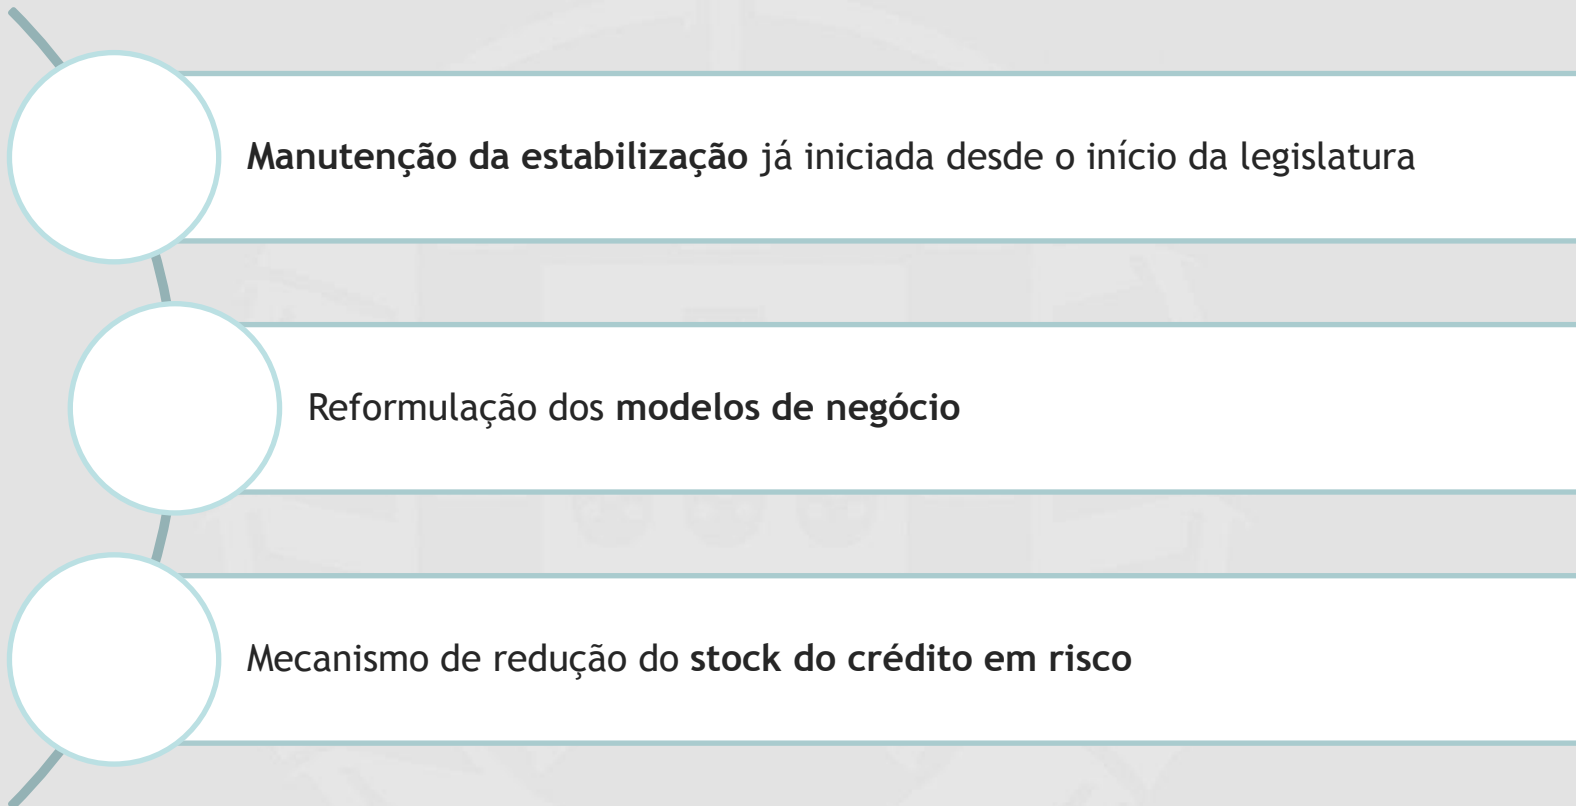 Manutenção da estabilização já iniciada desde o início da legislatura
Reformulação dos modelos de negócio
Mecanismo de redução do stock do crédito em risco